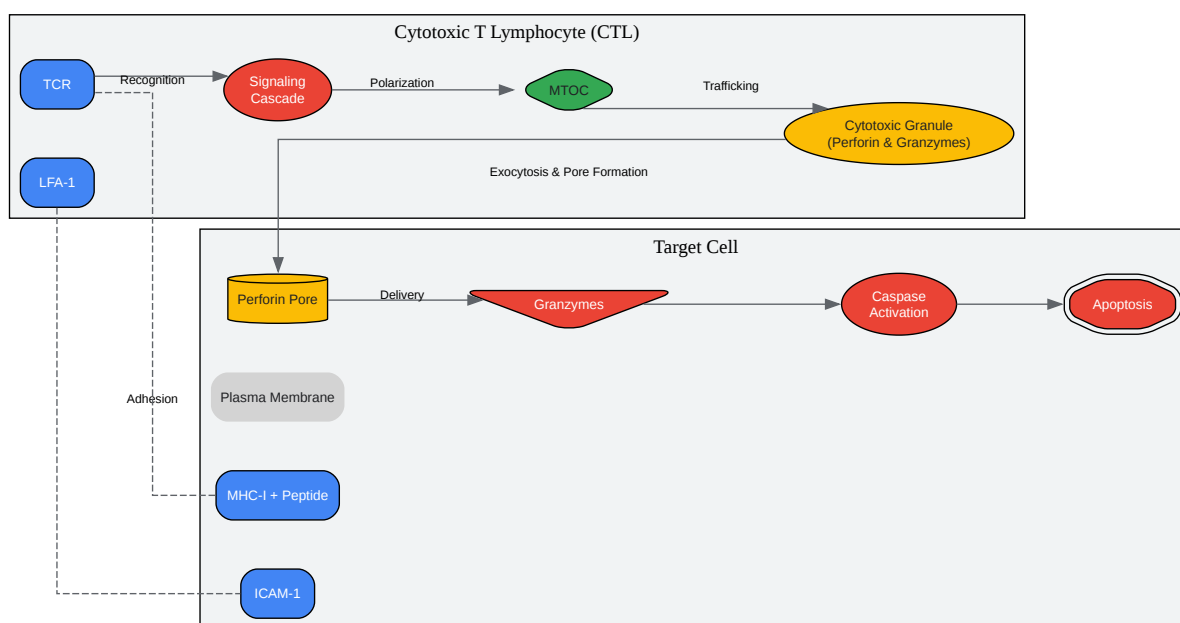 Cytotoxic T Lymphocyte (CTL)
TCR
Recognition
Signaling
Cascade
Polarization
MTOC
Trafficking
Cytotoxic Granule
(Perforin & Granzymes)
LFA-1
Exocytosis & Pore Formation
Target Cell
Perforin Pore
Delivery
Granzymes
Caspase
Activation
Apoptosis
Plasma Membrane
Adhesion
MHC-I + Peptide
ICAM-1